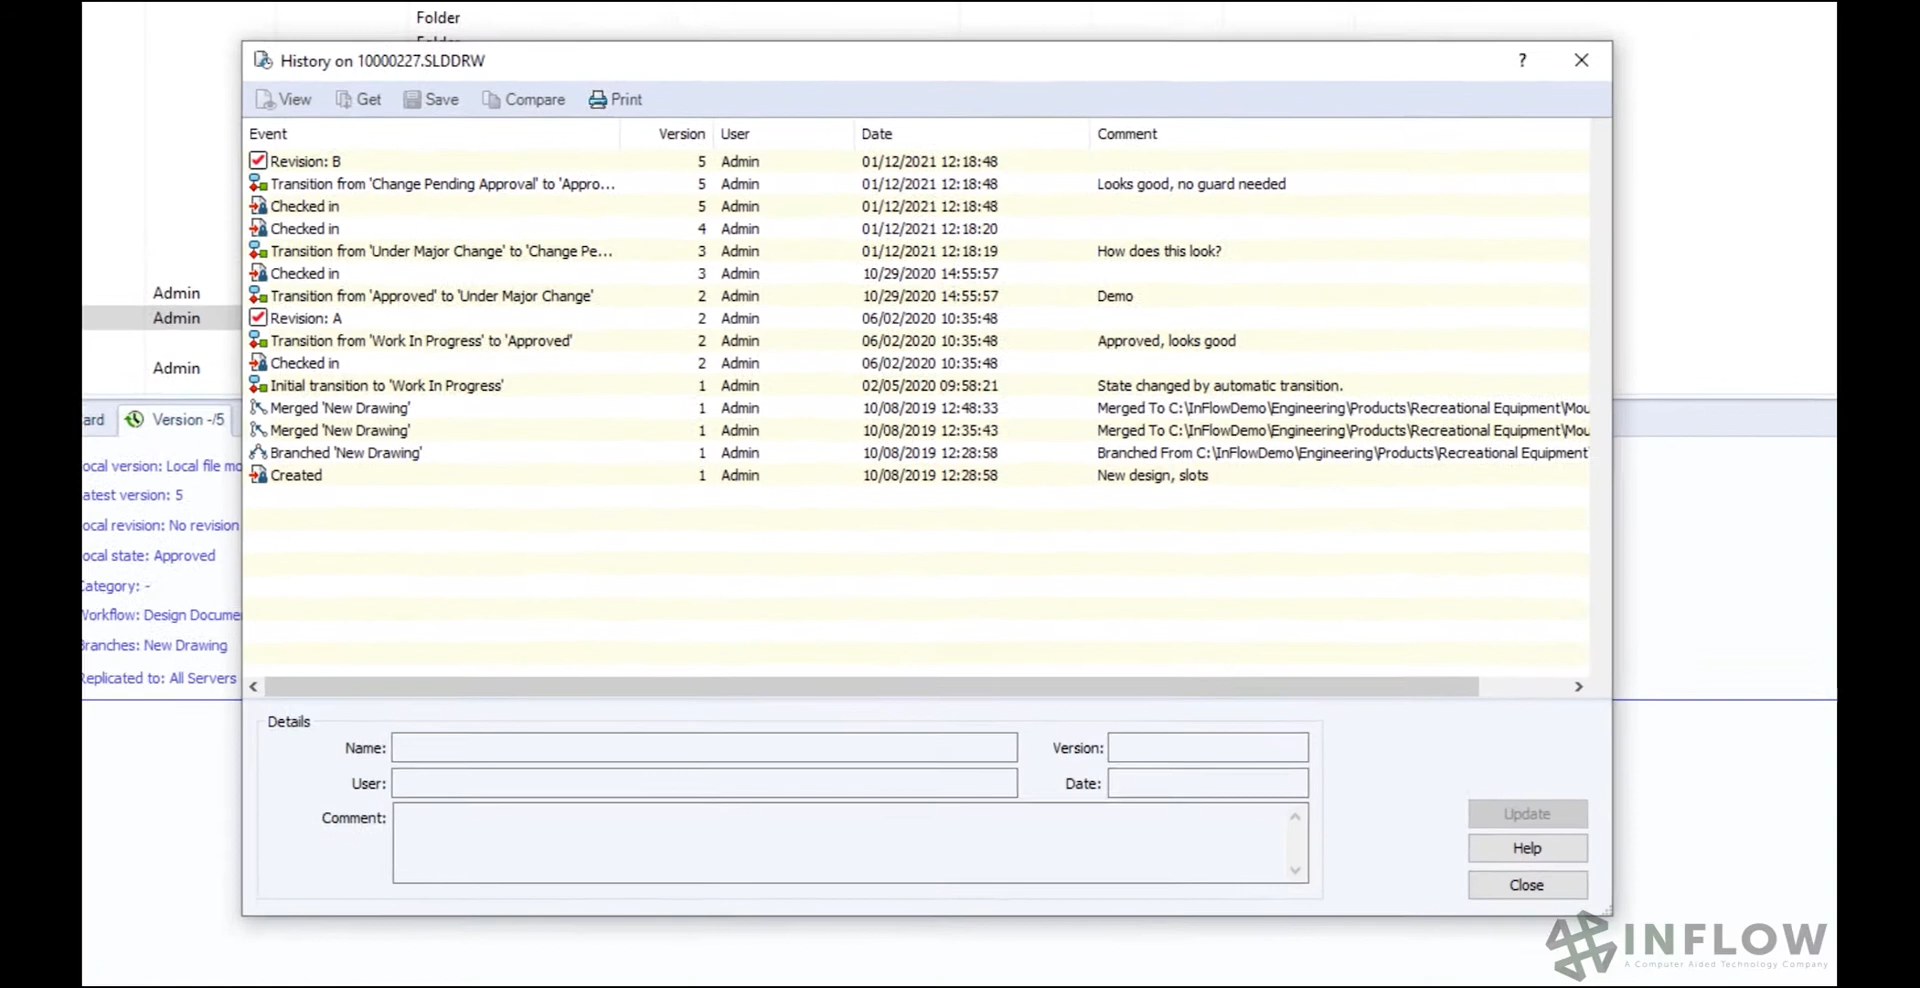 Folder
History on 10000227.SLDDRW
?
View Get Save Compare Print
Event Version User Date Comment
Revision: B 5 Admin 01/12/2021 12:18:48
Transition from 'Change Pending Approval' to 'Appro... 5 Admin 01/12/2021 12:18:48 Looks good, no guard needed
Checked in 5 Admin 01/12/2021 12:18:48
Checked in 4 Admin 01/12/2021 12:18:20
Transition from 'Under Major Change' to 'Change Pe... 3 Admin 01/12/2021 12:18:19 How does this look?
Checked in 3 Admin 10/29/2020 14:55:57
Transition from 'Approved' to 'Under Major Change' 2 Admin 10/29/2020 14:55:57 Demo
Revision: A 2 Admin 06/02/2020 10:35:48
Transition from 'Work In Progress' to 'Approved' 2 Admin 06/02/2020 10:35:48 Approved, looks good
Checked in 2 Admin 06/02/2020 10:35:48
Initial transition to 'Work In Progress' 1 Admin 02/05/2020 09:58:21 State changed by automatic transition.
Merged 'New Drawing' 1 Admin 10/08/2019 12:48:33 Merged To C:\InFlowDemo\Engineering\Products\Recreational Equipment\Mou
Merged 'New Drawing' 1 Admin 10/08/2019 12:35:43 Merged To C:\InFlowDemo\Engineering\Products\Recreational Equipment\Mou
Branched 'New Drawing' 1 Admin 10/08/2019 12:28:58 Branched From C:\InFlowDemo\Engineering\Products\Recreational Equipment
Created 1 Admin 10/08/2019 12:28:58 New design, slots
Admin
Admin
Admin
ard Version -/5
ocal version: Local file mo
atest version: 5
ocal revision: No revision
ocal state: Approved
Category: -
Workflow: Design Docume
Branches: New Drawing
Replicated to: All Servers
Details
Name: Version:
User: Date:
Comment:
Update
Help
Close
INFLOW
A Computer Aided Technology Company